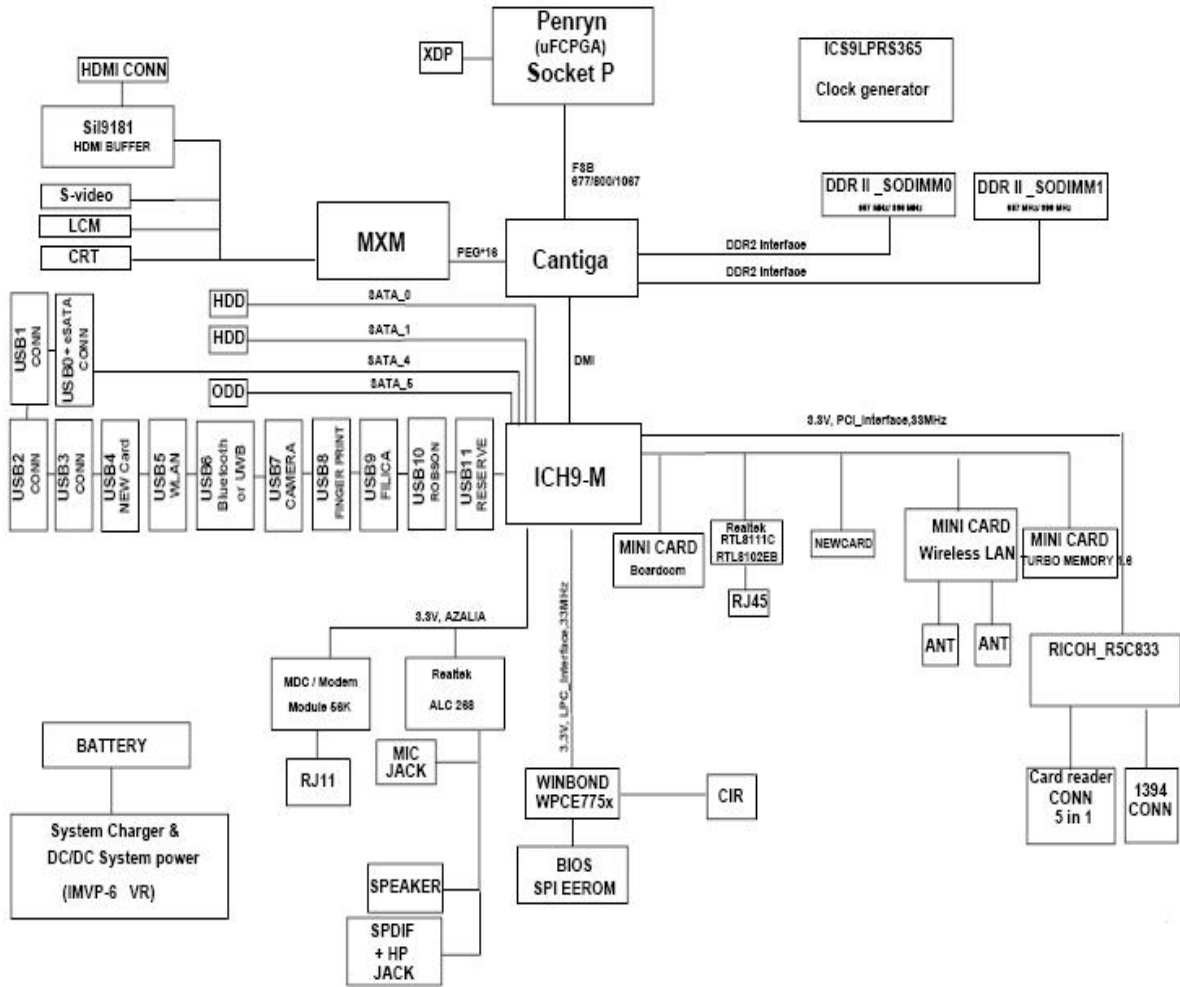 Penryn
(uFCPGA)
Socket P
XDP
ICS9LPRS365
Clock generator
HDMI CONN
Sil9181
HDMI BUFFER
S-video
LCM
CRT
FSB
677/800/1067
DDR II _SODIMM0
DDR II _SODIMM1
MXM
PEG*16
Cantiga
DDR2 Interface
DDR2 Interface
HDD
SATA_0
HDD
SATA_1
SATA_4
ODD
SATA_5
DMI
USB1
CONN
USB0+ eSATA
CONN
USB2
CONN
USB3
CONN
USB4
NEW Card
USB5
WLAN
USB6
Bluetooth
or UWB
USB7
CAMERA
USB8
FINGER PRINT
USB9
FILICA
USB10
ROBSON
USB11
RESERVE
ICH9-M
3.3V, PCI_Interface,33MHz
MINI CARD
Boardoom
Realtek
RTL8111C
RTL8102EB
RJ45
NEWCARD
MINI CARD
Wireless LAN
ANT
ANT
MINI CARD
TURBO MEMORY 1.6
RICOH_R5C833
Card reader
CONN
5 in 1
1394
CONN
3.3V, AZALIA
MDC / Modem
Module 56K
RJ11
Realtek
ALC 268
MIC
JACK
SPEAKER
SPDIF
+ HP
JACK
3.3V, LPC_Interface,33MHz
WINBOND
WPCE775x
CIR
BIOS
SPI EEROM
BATTERY
System Charger &
DC/DC System power
(IMVP-6 VR)